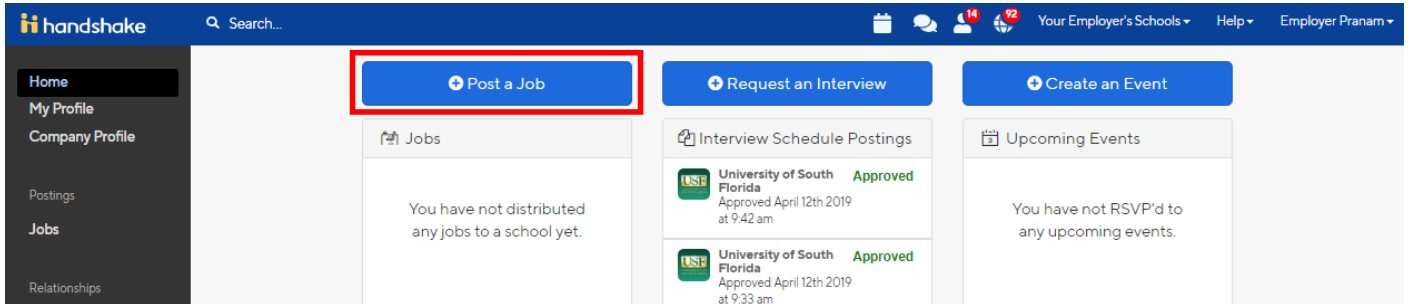 handshake
Search...
14
92
Your Employer's Schools
Help
Employer Pranam
Home
My Profile
Company Profile
Postings
Jobs
Relationships
Post a Job
Request an Interview
Create an Event
Jobs
You have not distributed
any jobs to a school yet.
Interview Schedule Postings
USF
University of South Approved
Florida
Approved April 12th 2019
at 9:42 am
USF
University of South Approved
Florida
Approved April 12th 2019
at 9:33 am
3
Upcoming Events
You have not RSVP'd to
any upcoming events.